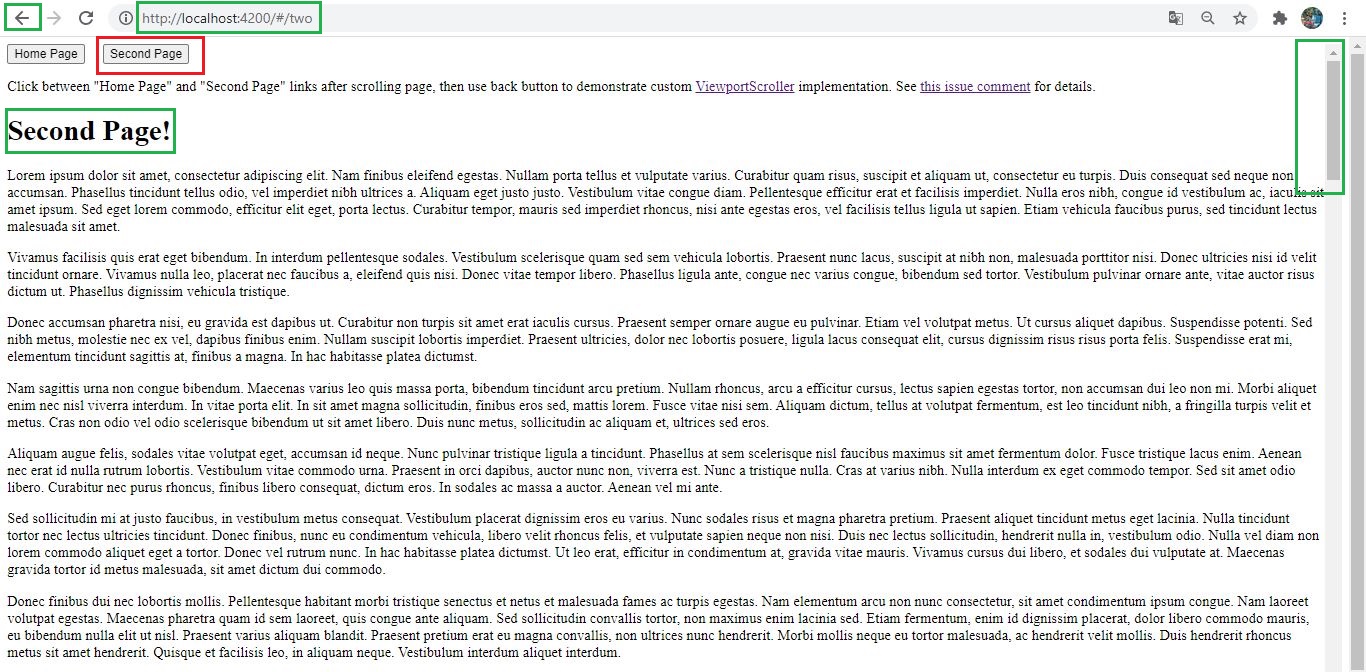 http://localhost:4200/#/two
Home Page Second Page
Click between "Home Page" and "Second Page" links after scrolling page, then use back button to demonstrate custom ViewportScroller implementation. See this issue comment for details.
Second Page!
Lorem ipsum dolor sit amet, consectetur adipiscing elit. Nam finibus eleifend egestas. Nullam porta tellus et vulputate varius. Curabitur quam risus, suscipit et aliquam ut, consectetur eu turpis. Duis consequat sed neque non
accumsan. Phasellus tincidunt tellus odio, vel imperdiet nibh ultrices a. Aliquam eget justo justo. Vestibulum vitae congue diam. Pellentesque efficitur erat et facilisis imperdiet. Nulla eros nibh, congue id vestibulum ac, iaculis sit
amet ipsum. Sed eget lorem commodo, efficitur elit eget, porta lectus. Curabitur tempor, mauris sed imperdiet rhoncus, nisi ante egestas eros, vel facilisis tellus ligula ut sapien. Etiam vehicula faucibus purus, sed tincidunt lectus
malesuada sit amet.
Vivamus facilisis quis erat eget bibendum. In interdum pellentesque sodales. Vestibulum scelerisque quam sed sem vehicula lobortis. Praesent nunc lacus, suscipit at nibh non, malesuada porttitor nisi. Donec ultricies nisi id velit
tincidunt ornare. Vivamus nulla leo, placerat nec faucibus a, eleifend quis nisi. Donec vitae tempor libero. Phasellus ligula ante, congue nec varius congue, bibendum sed tortor. Vestibulum pulvinar ornare ante, vitae auctor risus
dictum ut. Phasellus dignissim vehicula tristique.
Donec accumsan pharetra nisi, eu gravida est dapibus ut. Curabitur non turpis sit amet erat iaculis cursus. Praesent semper ornare augue eu pulvinar. Etiam vel volutpat metus. Ut cursus aliquet dapibus. Suspendisse potenti. Sed
nibh metus, molestie nec ex vel, dapibus finibus enim. Nullam suscipit lobortis imperdiet. Praesent ultricies, dolor nec lobortis posuere, ligula lacus consequat elit, cursus dignissim risus risus porta felis. Suspendisse erat mi,
elementum tincidunt sagittis at, finibus a magna. In hac habitasse platea dictumst.
Nam sagittis urna non congue bibendum. Maecenas varius leo quis massa porta, bibendum tincidunt arcu pretium. Nullam rhoncus, arcu a efficitur cursus, lectus sapien egestas tortor, non accumsan dui leo non mi. Morbi aliquet
enim nec nisl viverra interdum. In vitae porta elit. In sit amet magna sollicitudin, finibus eros sed, mattis lorem. Fusce vitae nisi sem. Aliquam dictum, tellus at volutpat fermentum, est leo tincidunt nibh, a fringilla turpis velit et
metus. Cras non odio vel odio scelerisque bibendum ut sit amet libero. Duis nunc metus, sollicitudin ac aliquam et, ultrices sed eros.
Aliquam augue felis, sodales vitae volutpat eget, accumsan id neque. Nunc pulvinar tristique ligula a tincidunt. Phasellus at sem scelerisque nisl faucibus maximus sit amet fermentum dolor. Fusce tristique lacus enim. Aenean
nec erat id nulla rutrum lobortis. Vestibulum vitae commodo urna. Praesent in orci dapibus, auctor nunc non, viverra est. Nunc a tristique nulla. Cras at varius nibh. Nulla interdum ex eget commodo tempor. Sed sit amet odio
libero. Curabitur nec purus rhoncus, finibus libero consequat, dictum eros. In sodales ac massa a auctor. Aenean vel mi ante.
Sed sollicitudin mi at justo faucibus, in vestibulum metus consequat. Vestibulum placerat dignissim eros eu varius. Nunc sodales risus et magna pharetra pretium. Praesent aliquet tincidunt metus eget lacinia. Nulla tincidunt
tortor nec lectus ultricies tincidunt. Donec finibus, nunc eu condimentum vehicula, libero velit rhoncus felis, et vulputate sapien neque non nisi. Duis nec lectus sollicitudin, hendrerit nulla in, vestibulum odio. Nulla vel diam non
lorem commodo aliquet eget a tortor. Donec vel rutrum nunc. In hac habitasse platea dictumst. Ut leo erat, efficitur in condimentum at, gravida vitae mauris. Vivamus cursus dui libero, et sodales dui vulputate at. Maecenas
gravida tortor id metus malesuada, sit amet dictum dui commodo.
Donec finibus dui nec lobortis mollis. Pellentesque habitant morbi tristique senectus et netus et malesuada fames ac turpis egestas. Nam elementum arcu non nunc consectetur, sit amet condimentum ipsum congue. Nam laoreet
volutpat egestas. Maecenas pharetra quam id sem laoreet, quis congue ante aliquam. Sed sollicitudin convallis tortor, non maximus enim lacinia sed. Etiam fermentum, enim id dignissim placerat, dolor libero commodo mauris,
eu bibendum nulla elit ut nisl. Praesent varius aliquam blandit. Praesent pretium erat eu magna convallis, non ultrices nunc hendrerit. Morbi mollis neque eu tortor malesuada, ac hendrerit velit mollis. Duis hendrerit rhoncus
metus sit amet hendrerit. Quisque et facilisis leo, in aliquam neque. Vestibulum interdum aliquet interdum.